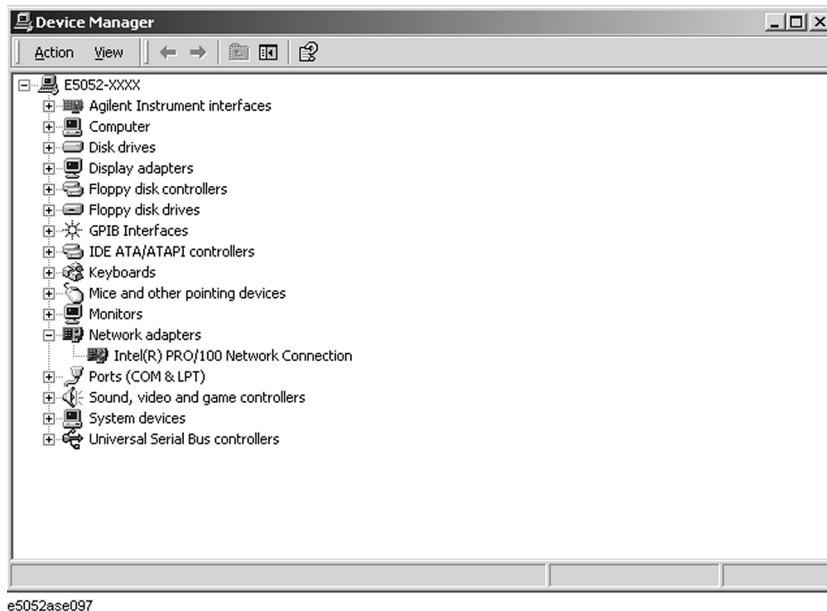 Device Manager
Action View
E5052-XXXX
Agilent Instrument interfaces
Computer
Disk drives
Display adapters
Floppy disk controllers
Floppy disk drives
GPIB Interfaces
IDE ATA/ATAPI controllers
Keyboards
Mice and other pointing devices
Monitors
Network adapters
Intel(R) PRO/100 Network Connection
Ports (COM & LPT)
Sound, video and game controllers
System devices
Universal Serial Bus controllers
e5052ase097